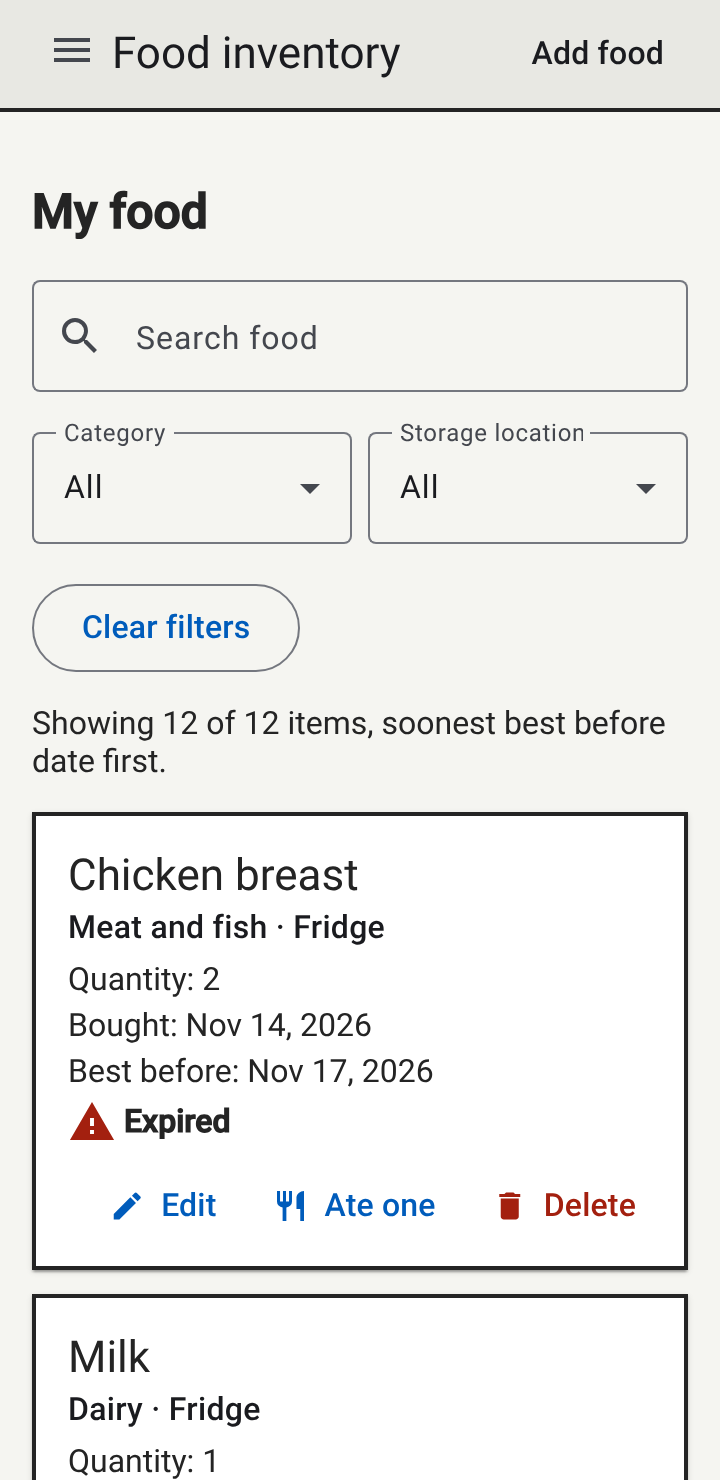 Food inventory
Add food
My food
Search food
Category
Storage location
All
All
Clear filters
Showing 12 of 12 items, soonest best before
date first.
Chicken breast
Meat and fish · Fridge
Quantity: 2
Bought: Nov 14, 2026
Best before: Nov 17, 2026
Expired
Edit
Ate one
Delete
Milk
Dairy · Fridge
Quantity: 1